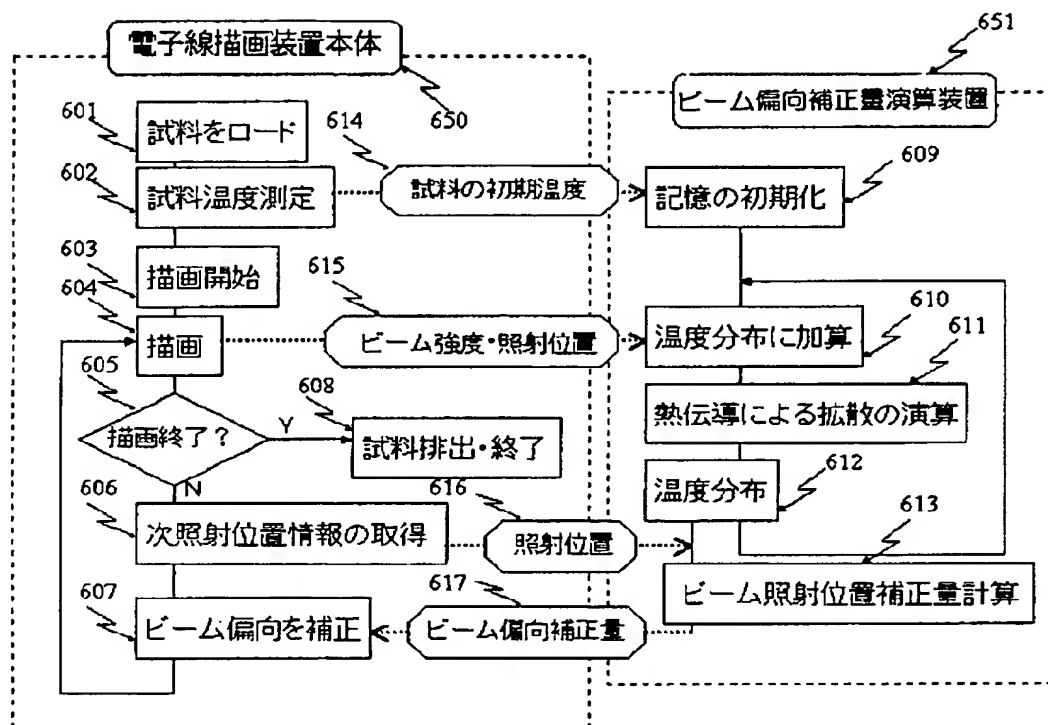 電子線描画装置本体
651
ビーム偏向補正量演算装置
650
601
試料をロード
614
602
試料温度測定
試料の初期温度
609
記憶の初期化
603
描画開始
604
615
描画
ビーム強度・照射位置
610
温度分布に加算
611
熱伝導による拡散の演算
605
描画終了?
Y
608
試料排出・終了
N
612
温度分布
606
次照射位置情報の取得
616
照射位置
613
ビーム照射位置補正量計算
607
ビーム偏向を補正
617
ビーム偏向補正量